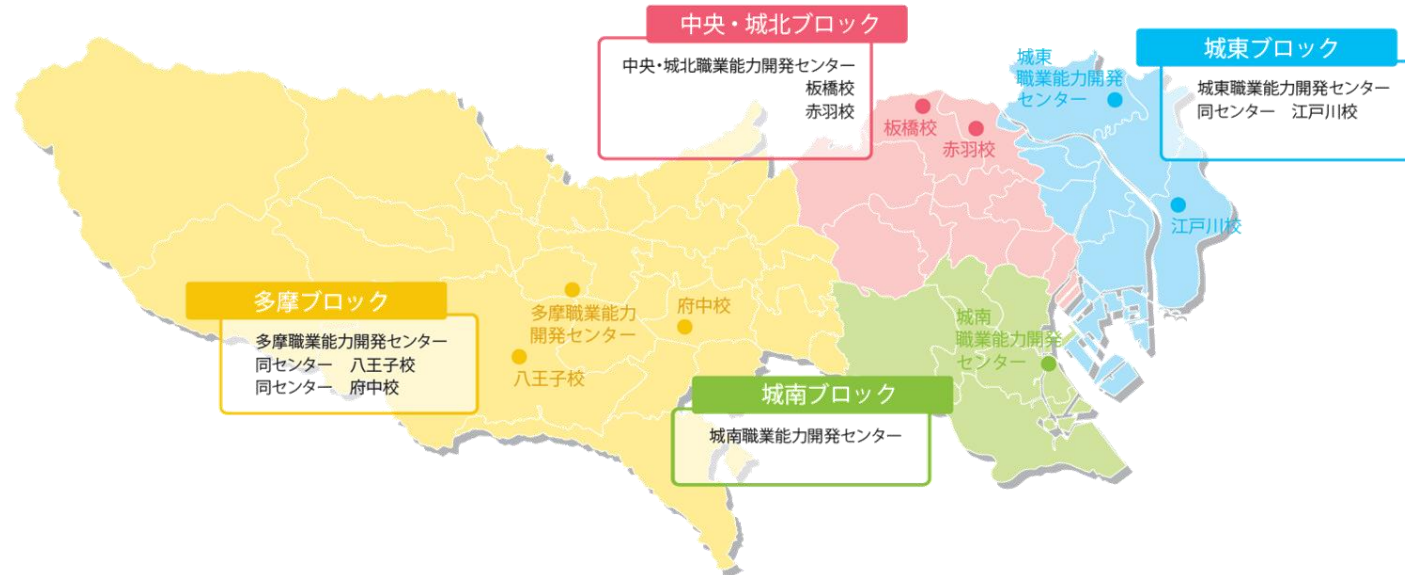 中央・城北ブロック
中央・城北職業能力開発センター
板橋校
赤羽校
城東ブロック
城東職業能力開発センター
同センター　江戸川校
城東
職業能力開発
センター
板橋校
赤羽校
江戸川校
多摩ブロック
多摩職業能力開発センター
同センター　八王子校
同センター　府中校
多摩職業能力
開発センター
府中校
八王子校
城南
職業能力開発
センター
城南ブロック
城南職業能力開発センター